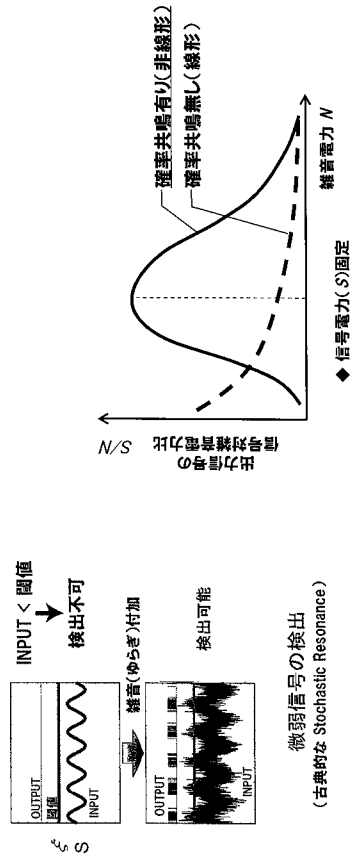 INPUT < 閾値
検出不可
OUTPUT
閾値
INPUT
雑音(ゆらぎ)付加
OUTPUT
INPUT
検出可能
微弱信号の検出
(古典的な Stochastic Resonance)
出力信号の
信号対雑音電力比 S/N
確率共鳴有り(非線形)
確率共鳴無し(線形)
雑音電力 N
◆ 信号電力(S)固定